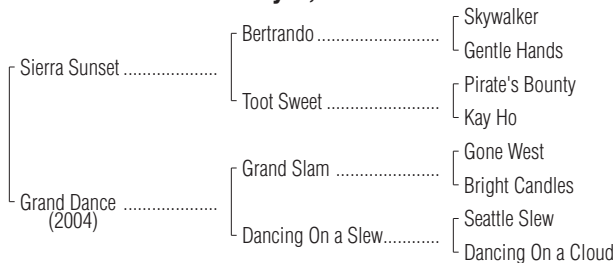 Skywalker
Bertrando ....................
Gentle Hands
Sierra Sunset ...................
Pirate's Bounty
Toot Sweet .......................
Kay Ho
Gone West
Grand Slam .....................
Bright Candles
Grand Dance ...................
(2004)
Seattle Slew
Dancing On a Slew...........
Dancing On a Cloud